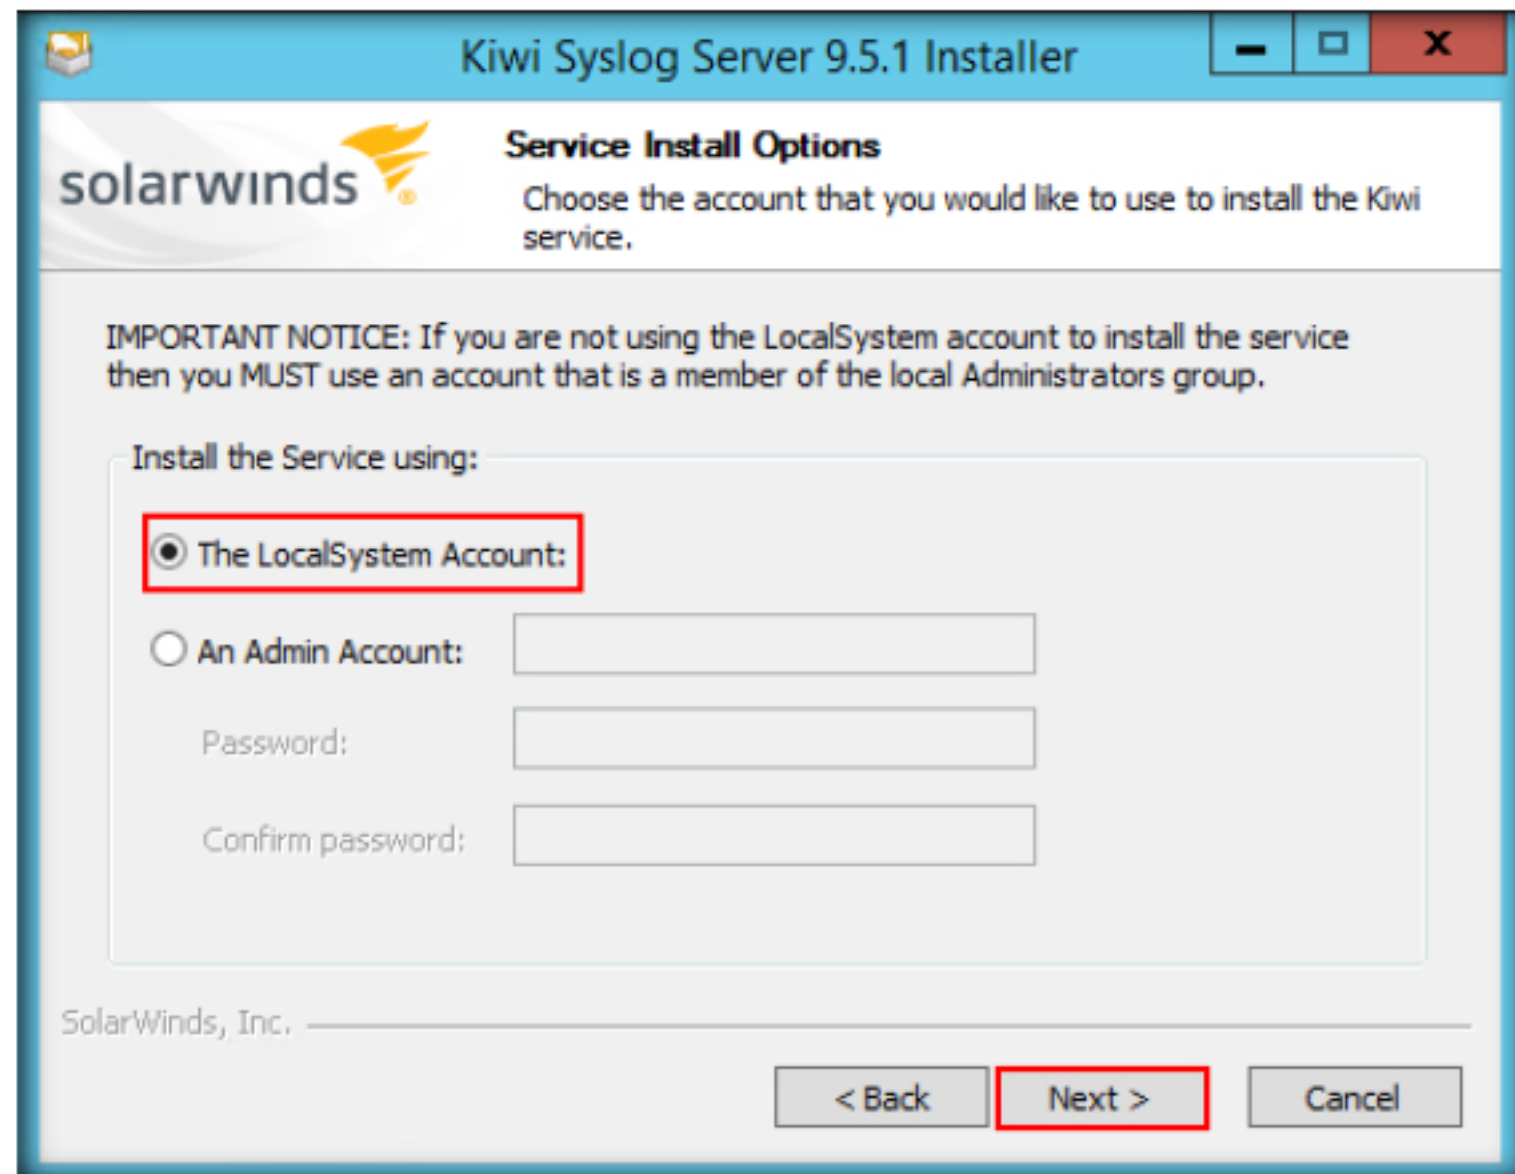 Kiwi Syslog Server 9.5.1 Installer
solarwinds
Service Install Options
Choose the account that you would like to use to install the Kiwi
service.
IMPORTANT NOTICE: If you are not using the LocalSystem account to install the service
then you MUST use an account that is a member of the local Administrators group.
Install the Service using:
The LocalSystem Account:
An Admin Account:
Password:
Confirm password:
SolarWinds, Inc.
< Back Next > Cancel